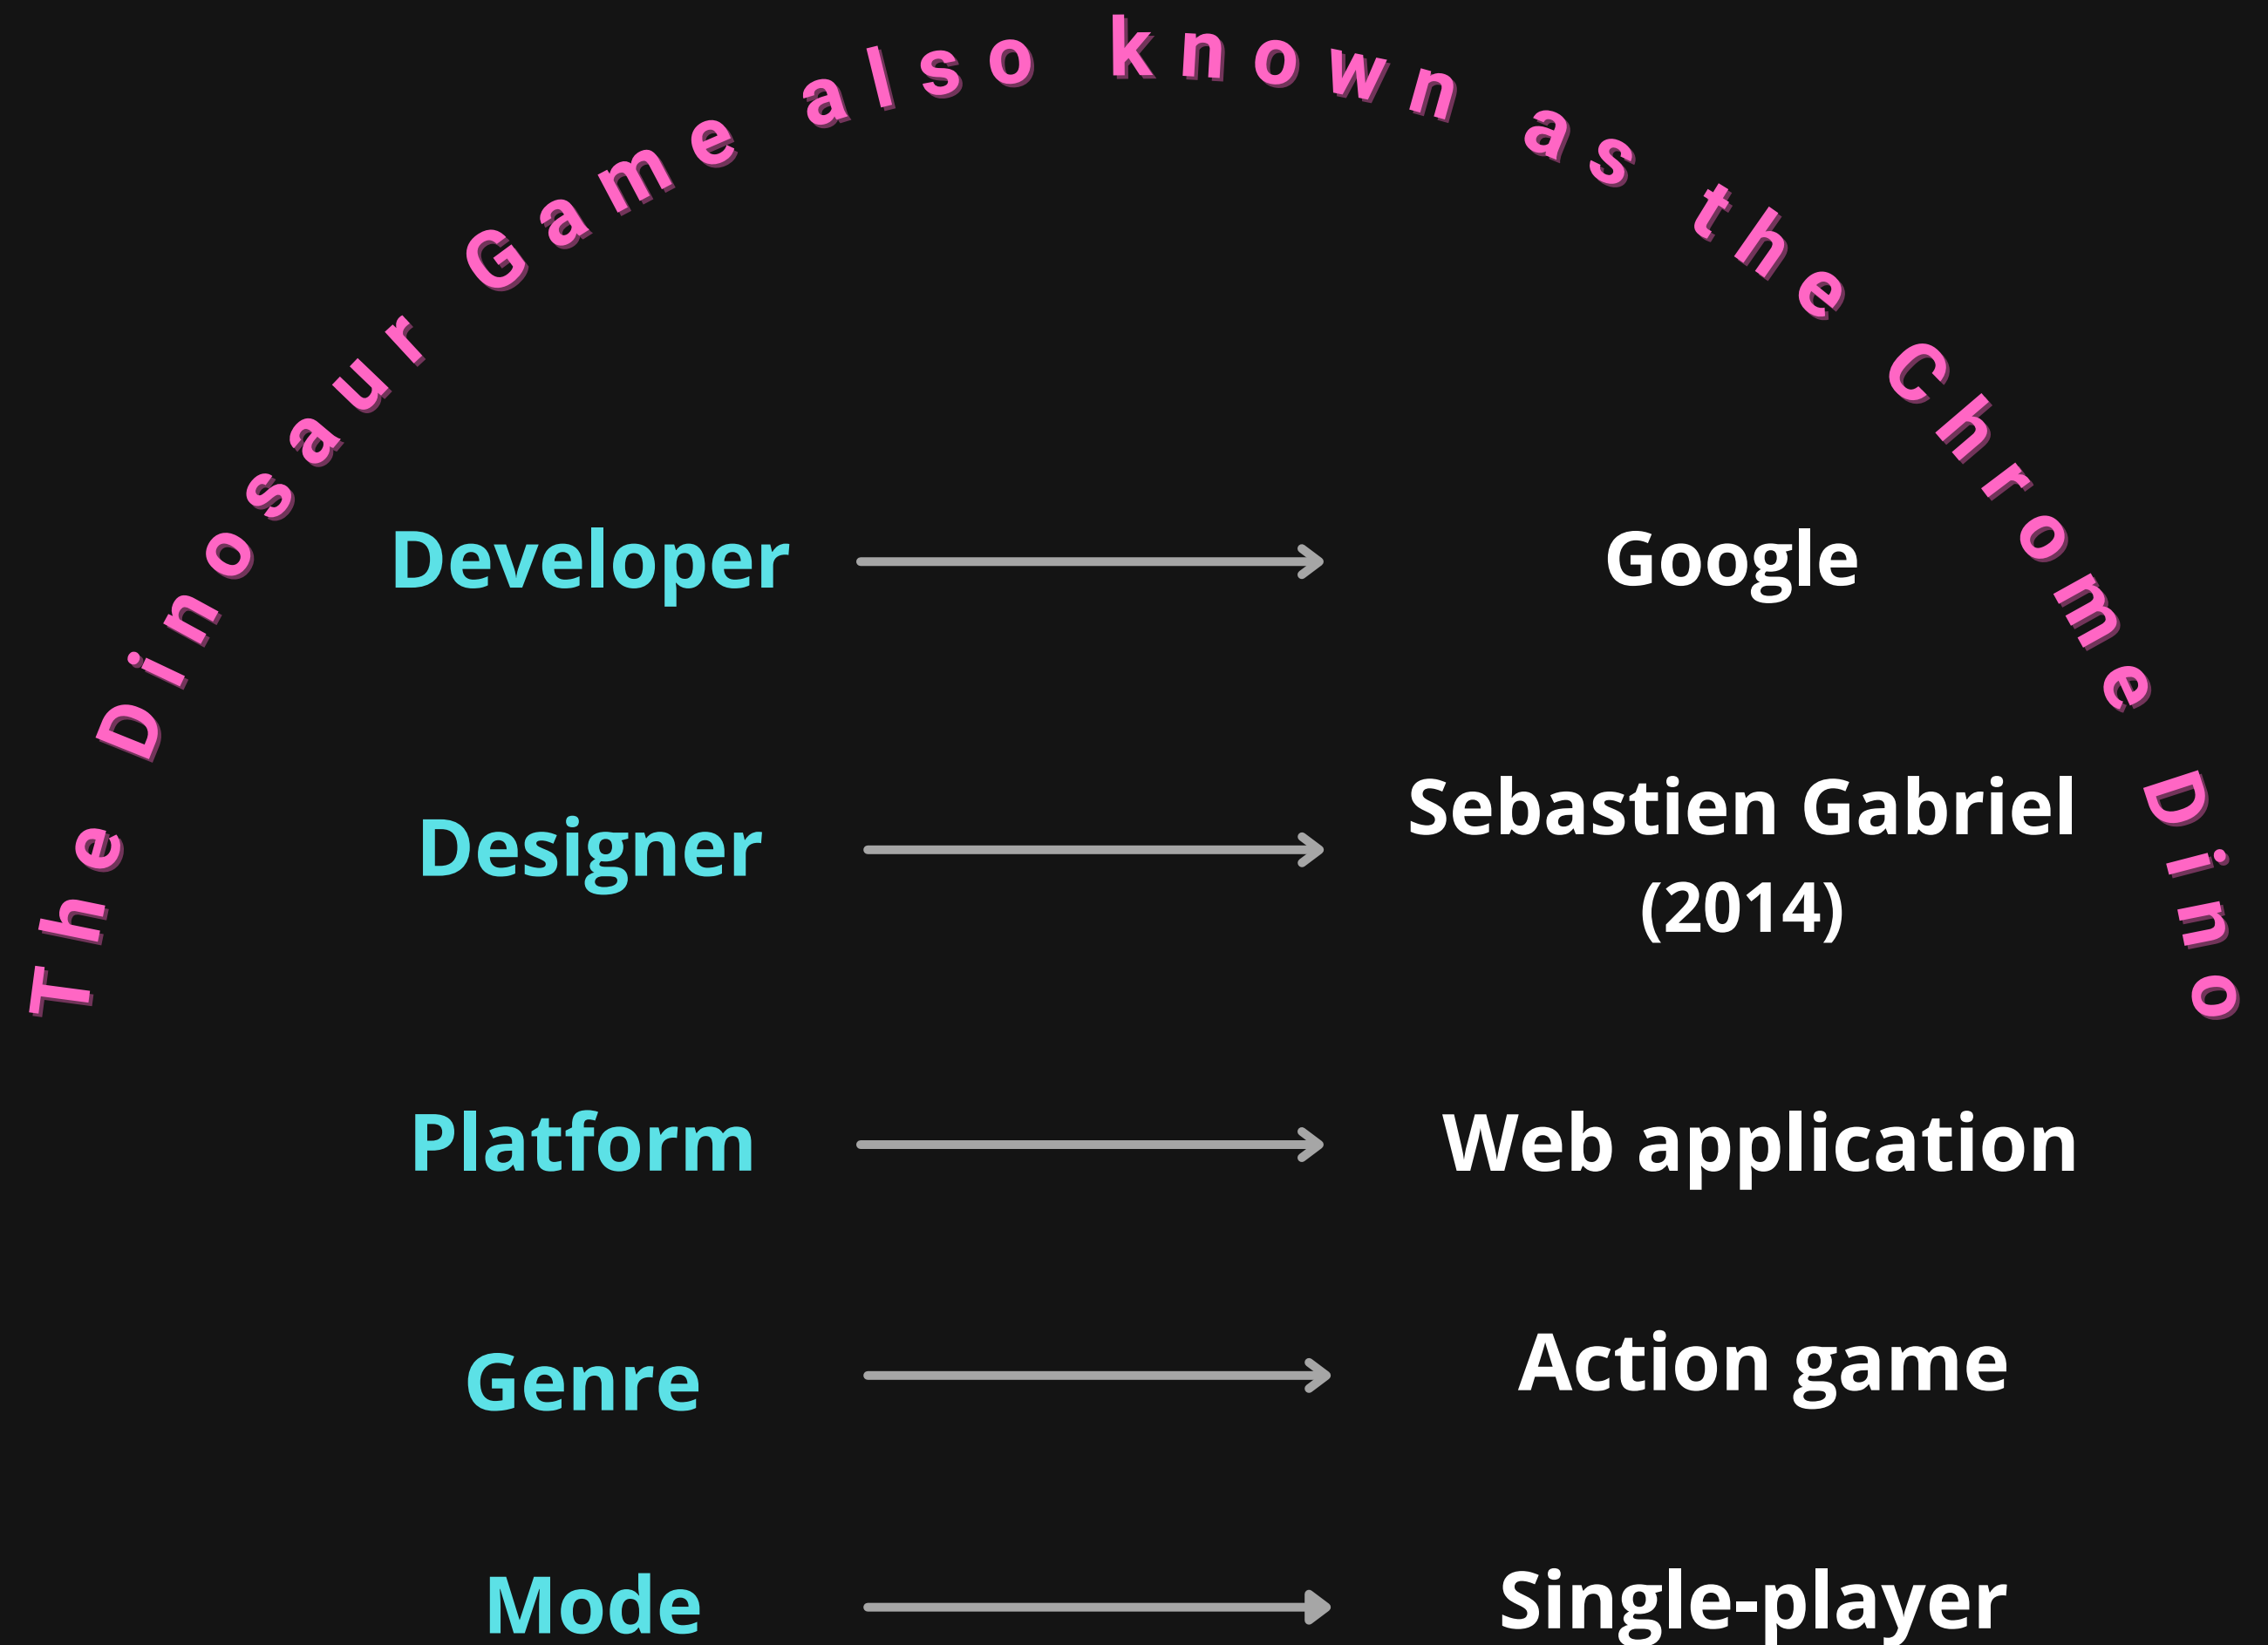 The Dinosaur Game also known as the Chrome Dino
Developer Google
Designer Sebastien Gabriel
(2014)
Platform Web application
Genre Action game
Mode Single-player